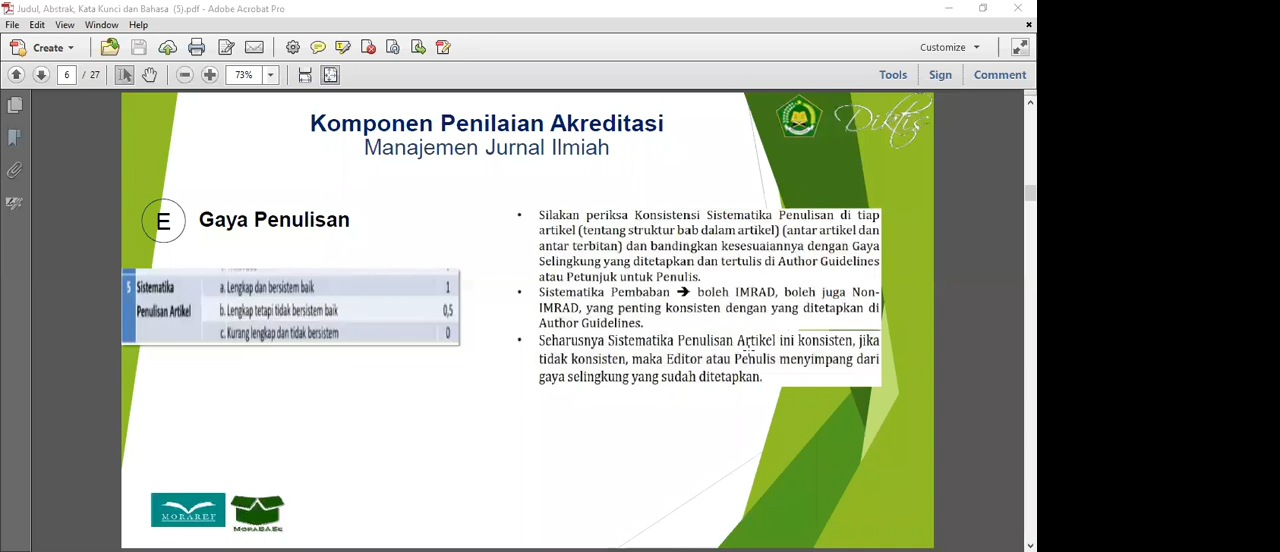 Judul, Abstrak, Kata Kunci dan Bahasa (5).pdf - Adobe Acrobat Pro
File Edit View Window Help
Create
Customize
6 / 27
73%
Tools Sign Comment
Komponen Penilaian Akreditasi
Manajemen Jurnal Ilmiah
Diktis
E Gaya Penulisan
5 Sistematika a. Lengkap dan bersistem baik 1
Penulisan Artikel b. Lengkap tetapi tidak bersistem baik 0,5
c. Kurang lengkap dan tidak bersistem 0
• Silakan periksa Konsistensi Sistematika Penulisan di tiap
artikel (tentang struktur bab dalam artikel) (antar artikel dan
antar terbitan) dan bandingkan kesesuaiannya dengan Gaya
Selingkung yang ditetapkan dan tertulis di Author Guidelines
atau Petunjuk untuk Penulis.
• Sistematika Pembaban ➔ boleh IMRAD, boleh juga Non-
IMRAD, yang penting konsisten dengan yang ditetapkan di
Author Guidelines.
• Seharusnya Sistematika Penulisan Artikel ini konsisten, jika
tidak konsisten, maka Editor atau Penulis menyimpang dari
gaya selingkung yang sudah ditetapkan.
MORAREF
MORABASE